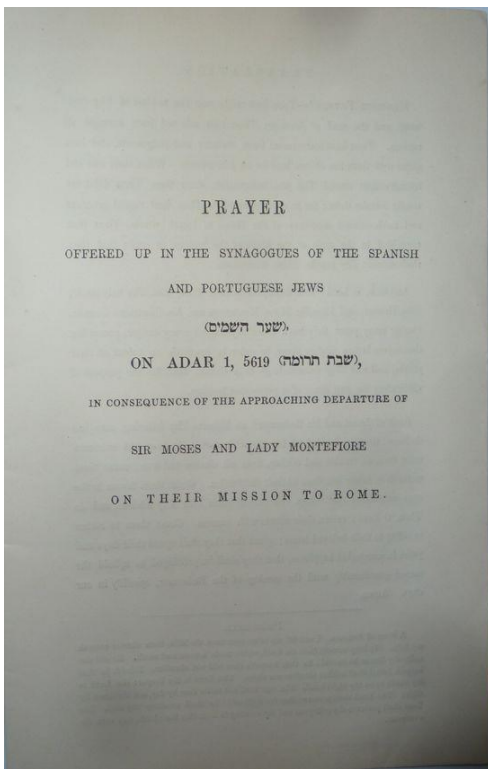 PRAYER
OFFERED UP IN THE SYNAGOGUES OF THE SPANISH
AND PORTUGUESE JEWS
(שער השמים),
ON ADAR 1, 5619 (שבת תרומה),
IN CONSEQUENCE OF THE APPROACHING DEPARTURE OF
SIR MOSES AND LADY MONTEFIORE
ON THEIR MISSION TO ROME.